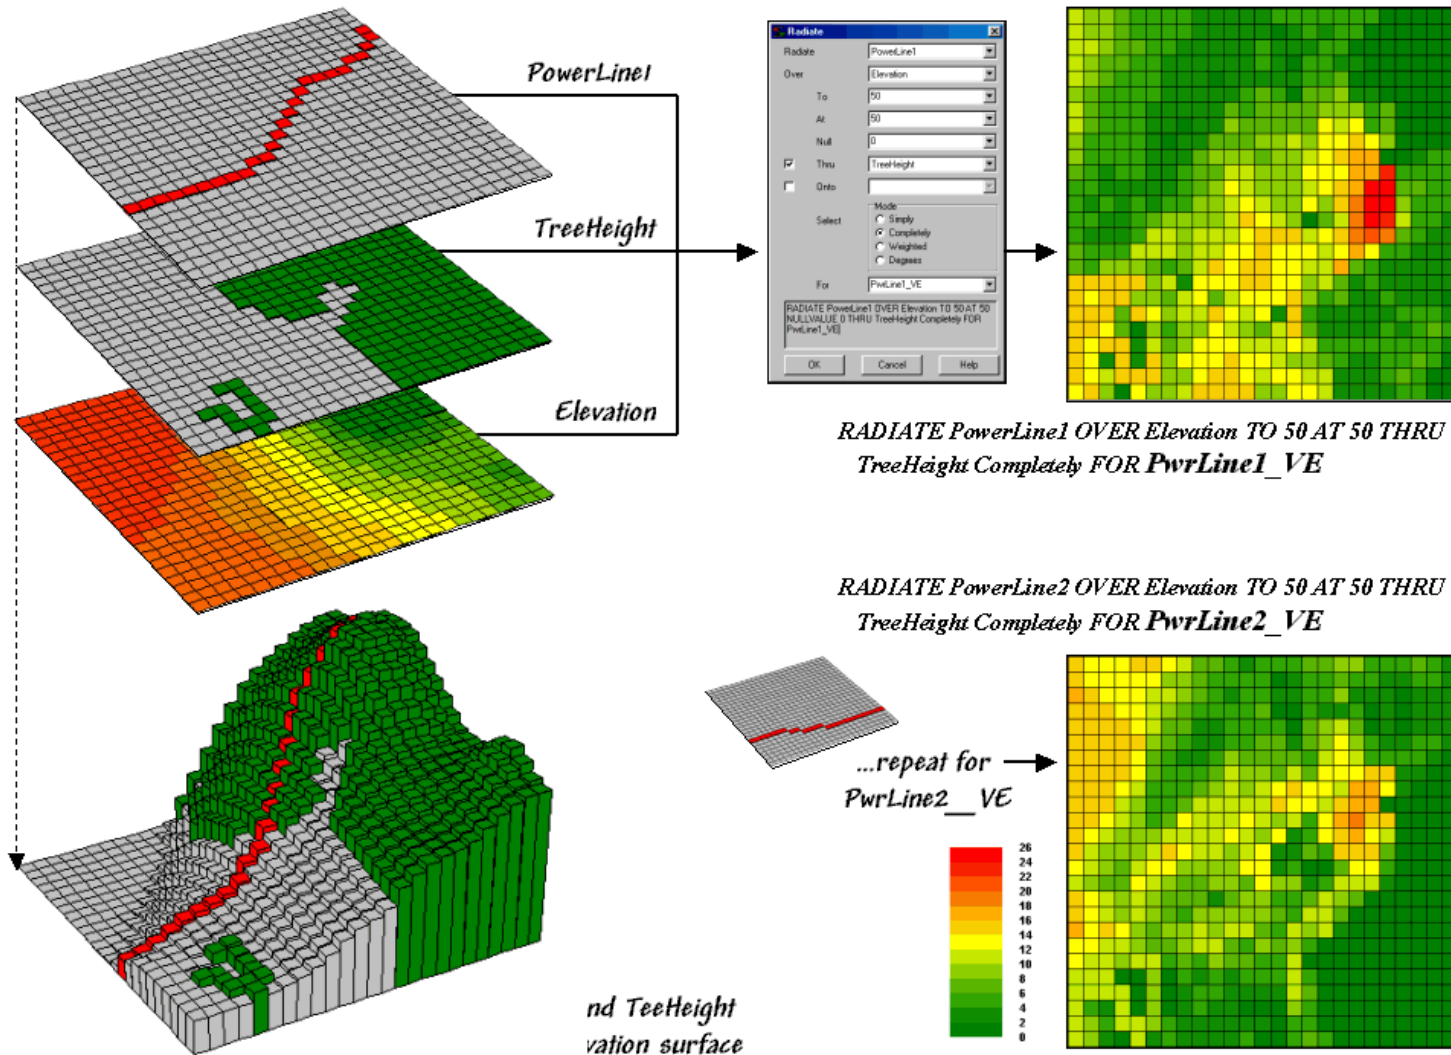 PowerLine1
TreeHeight
Elevation
Radiate
Radiate PowerLine1
Over Elevation
To 50
At 50
Null 0
Thru TreeHeight
Onto
Mode
Select Simply
Completely
Weighted
Degrees
For PwrLine1_VE
RADIATE PowerLine1 OVER Elevation TO 50 AT 50
NULLVALUE 0 THRU TreeHeight Completely FOR
PwrLine1_VE
OK Cancel Help
RADIATE PowerLine1 OVER Elevation TO 50 AT 50 THRU
TreeHeight Completely FOR PwrLine1_VE
RADIATE PowerLine2 OVER Elevation TO 50 AT 50 THRU
TreeHeight Completely FOR PwrLine2_VE
...repeat for
PwrLine2__VE
26
24
22
20
18
16
14
12
10
8
6
4
2
0
nd TeeHeight
vation surface